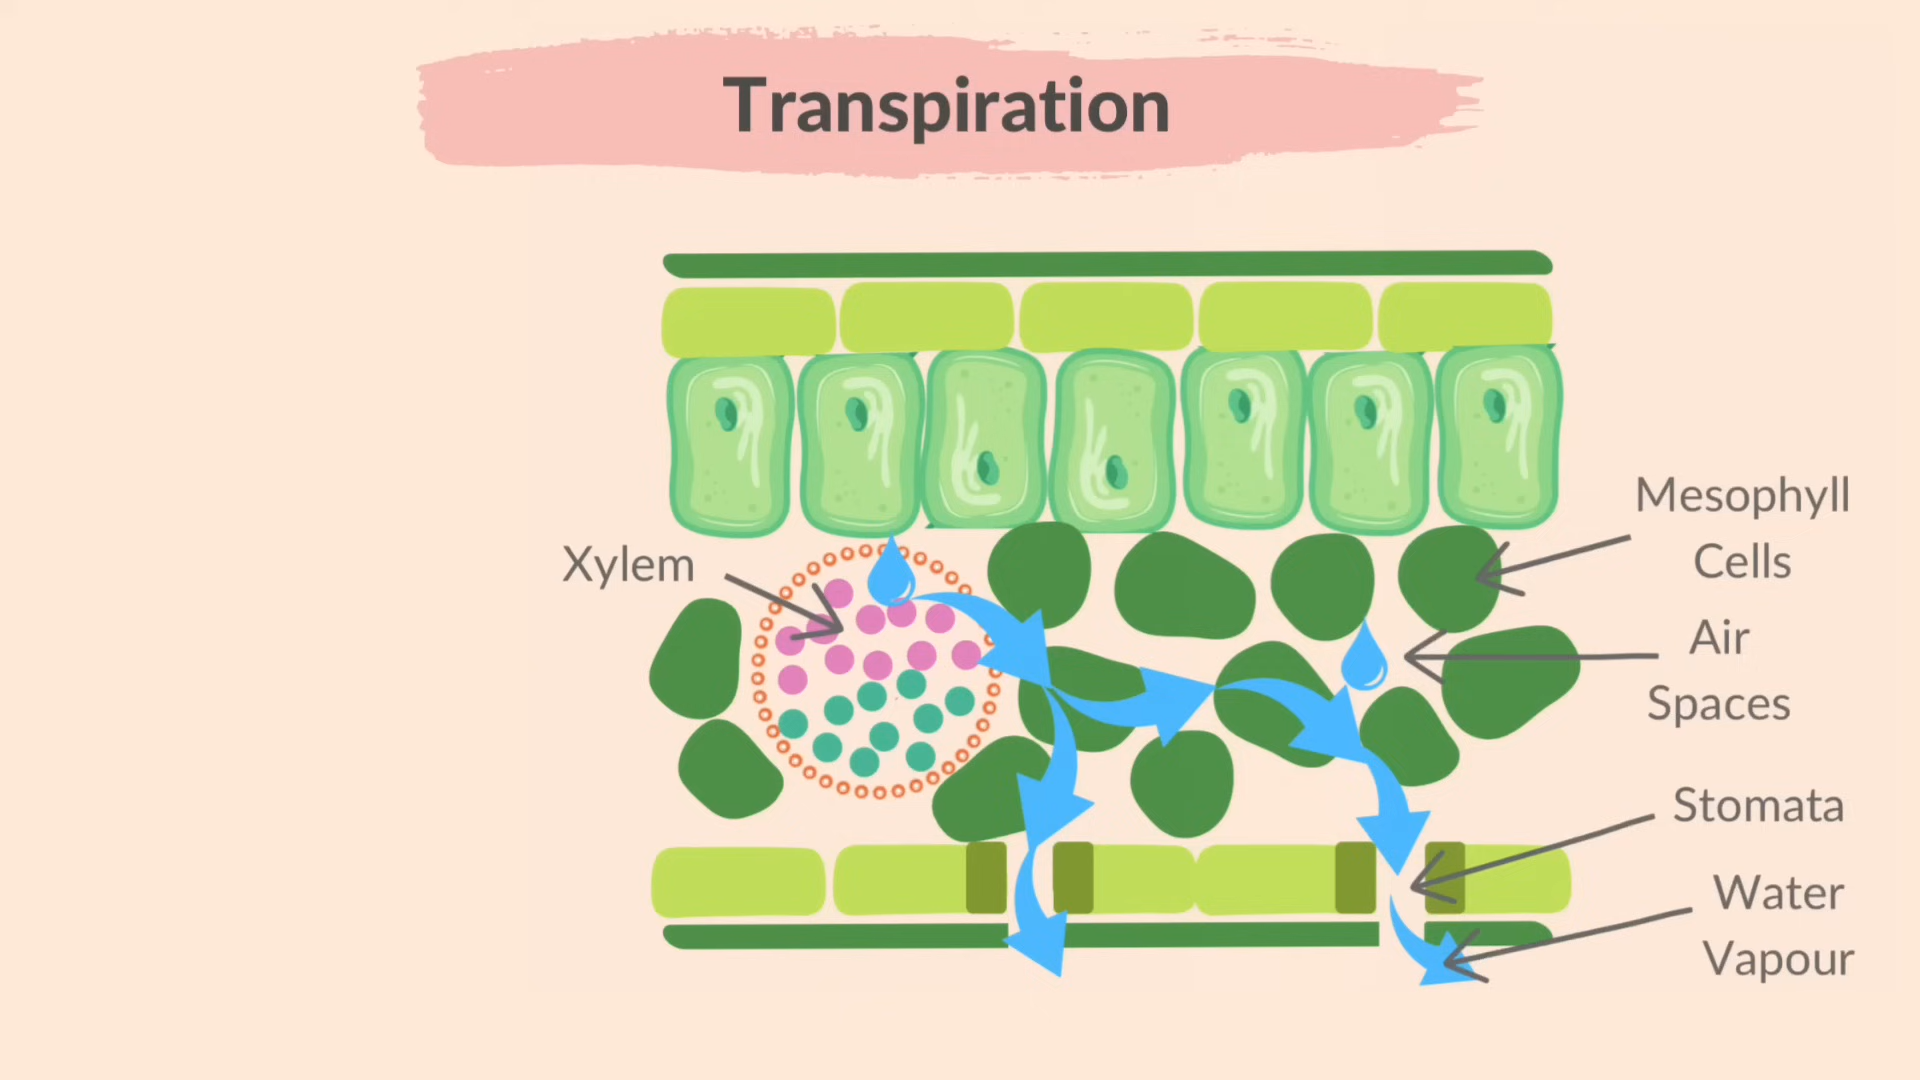 Transpiration
Xylem
Mesophyll
Cells
Air
Spaces
Stomata
Water
Vapour